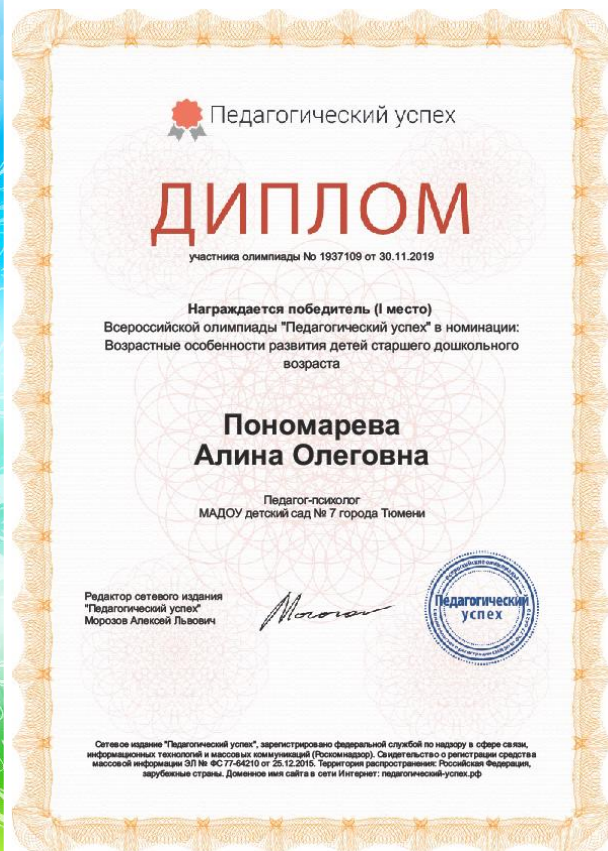 Педагогический успех
ДИПЛОМ
участника олимпиады No 1937109 от 30.11.2019
Награждается победитель (I место)
Всероссийской олимпиады "Педагогический успех" в номинации:
Возрастные особенности развития детей старшего дошкольного
возраста
Пономарева
Алина Олеговна
Педагог-психолог
МАДОУ детский сад № 7 города Тюмени
Редактор сетевого издания
"Педагогический успех"
Морозов Алексей Львович
Педагогический
успех
Сетевое издание "Педагогический успех", зарегистрировано федеральной службой по надзору в сфере связи,
информационных технологий и массовых коммуникаций (Роскомнадзор). Свидетельство о регистрации средства
массовой информации ЭЛ № ФС 77-64210 от 25.12.2015. Территория распространения: Российская Федерация,
зарубежные страны. Доменное имя сайта в сети Интернет: педагогический-успех.рф